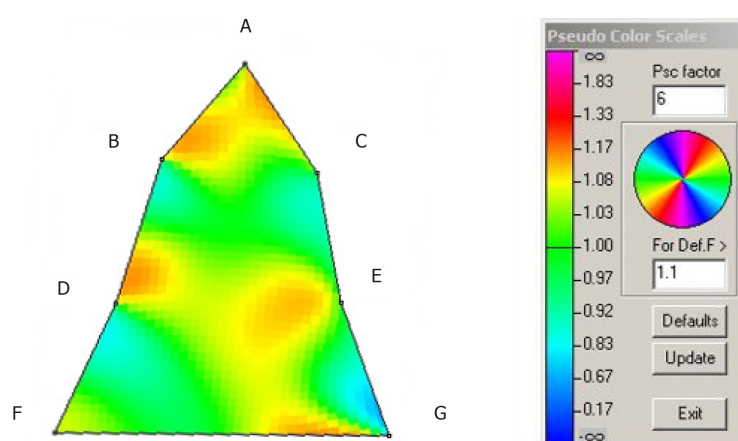 A
B
C
D
E
F
G
Pseudo Color Scales
∞
1.83
1.33
1.17
1.08
1.03
1.00
0.97
0.92
0.83
0.67
0.17
-∞
Psc factor
6
For Def.F >
1.1
Defaults
Update
Exit